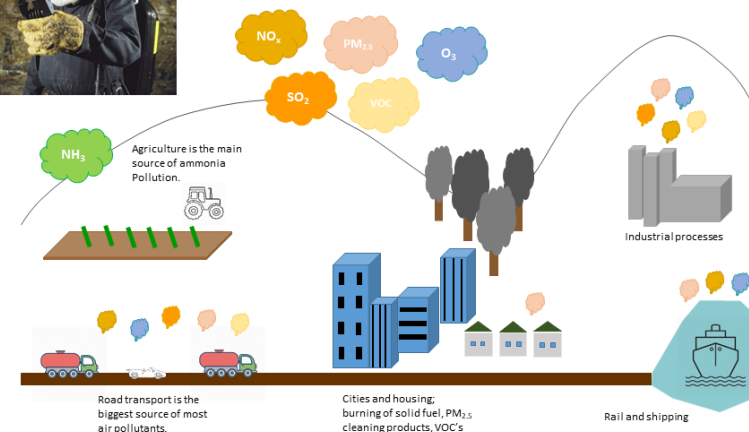 NOₓ
PM₂.₅
O₃
SO₂
VOC
NH₃
Agriculture is the main
source of ammonia
Pollution.
Industrial processes
Road transport is the
biggest source of most
air pollutants.
Cities and housing;
burning of solid fuel, PM₂.₅
cleaning products, VOC's
Rail and shipping